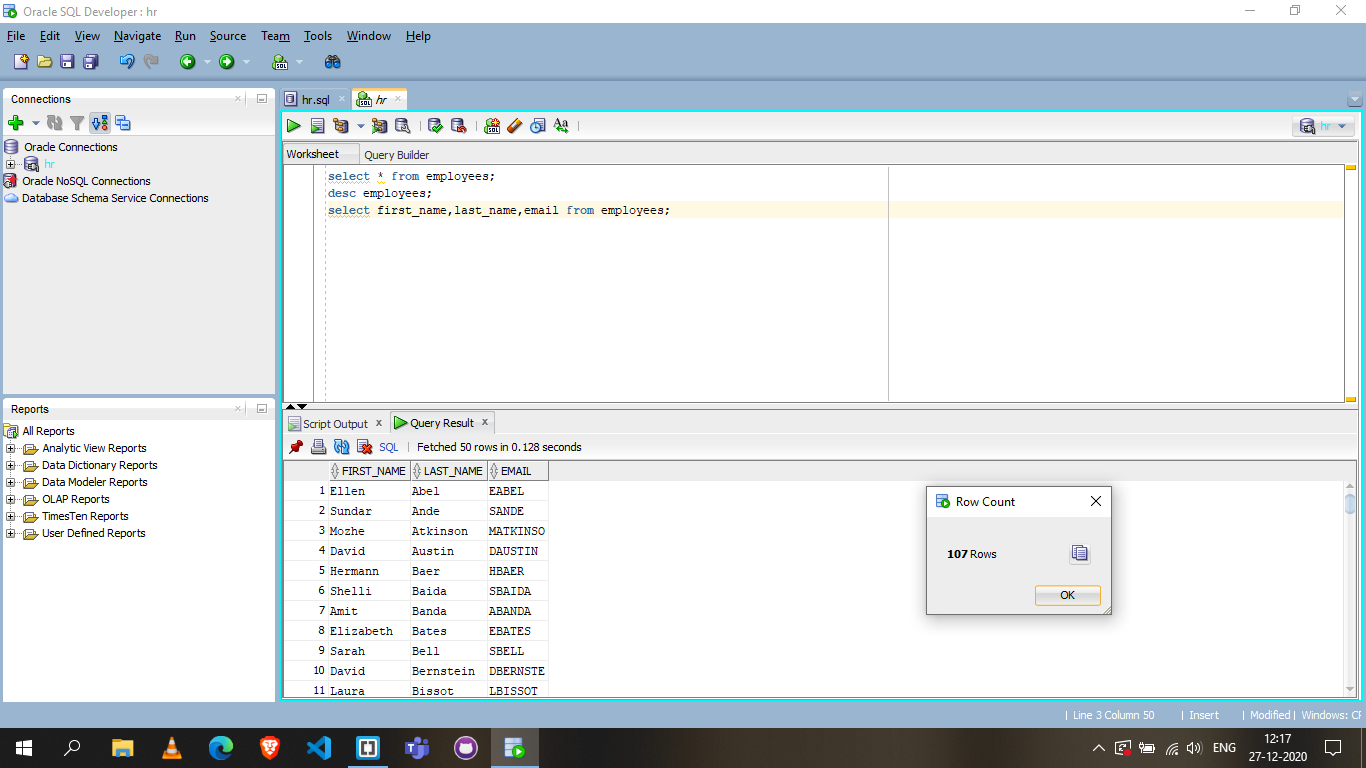 Oracle SQL Developer : hr
File Edit View Navigate Run Source Team Tools Window Help
Connections
Oracle Connections
hr
Oracle NoSQL Connections
Database Schema Service Connections
Reports
All Reports
Analytic View Reports
Data Dictionary Reports
Data Modeler Reports
OLAP Reports
TimesTen Reports
User Defined Reports
hr.sql hr
hr
Worksheet Query Builder
select * from employees;
desc employees;
select first_name,last_name,email from employees;
Script Output Query Result
SQL Fetched 50 rows in 0.128 seconds
FIRST_NAME LAST_NAME EMAIL
1 Ellen Abel EABEL
2 Sundar Ande SANDE
3 Mozhe Atkinson MATKINSO
4 David Austin DAUSTIN
5 Hermann Baer HBAER
6 Shelli Baida SBAIDA
7 Amit Banda ABANDA
8 Elizabeth Bates EBATES
9 Sarah Bell SBELL
10 David Bernstein DBERNSTE
11 Laura Bissot LBISSOT
Row Count
107 Rows
OK
Line 3 Column 50 Insert Modified Windows: CF
ENG 12:17
27-12-2020